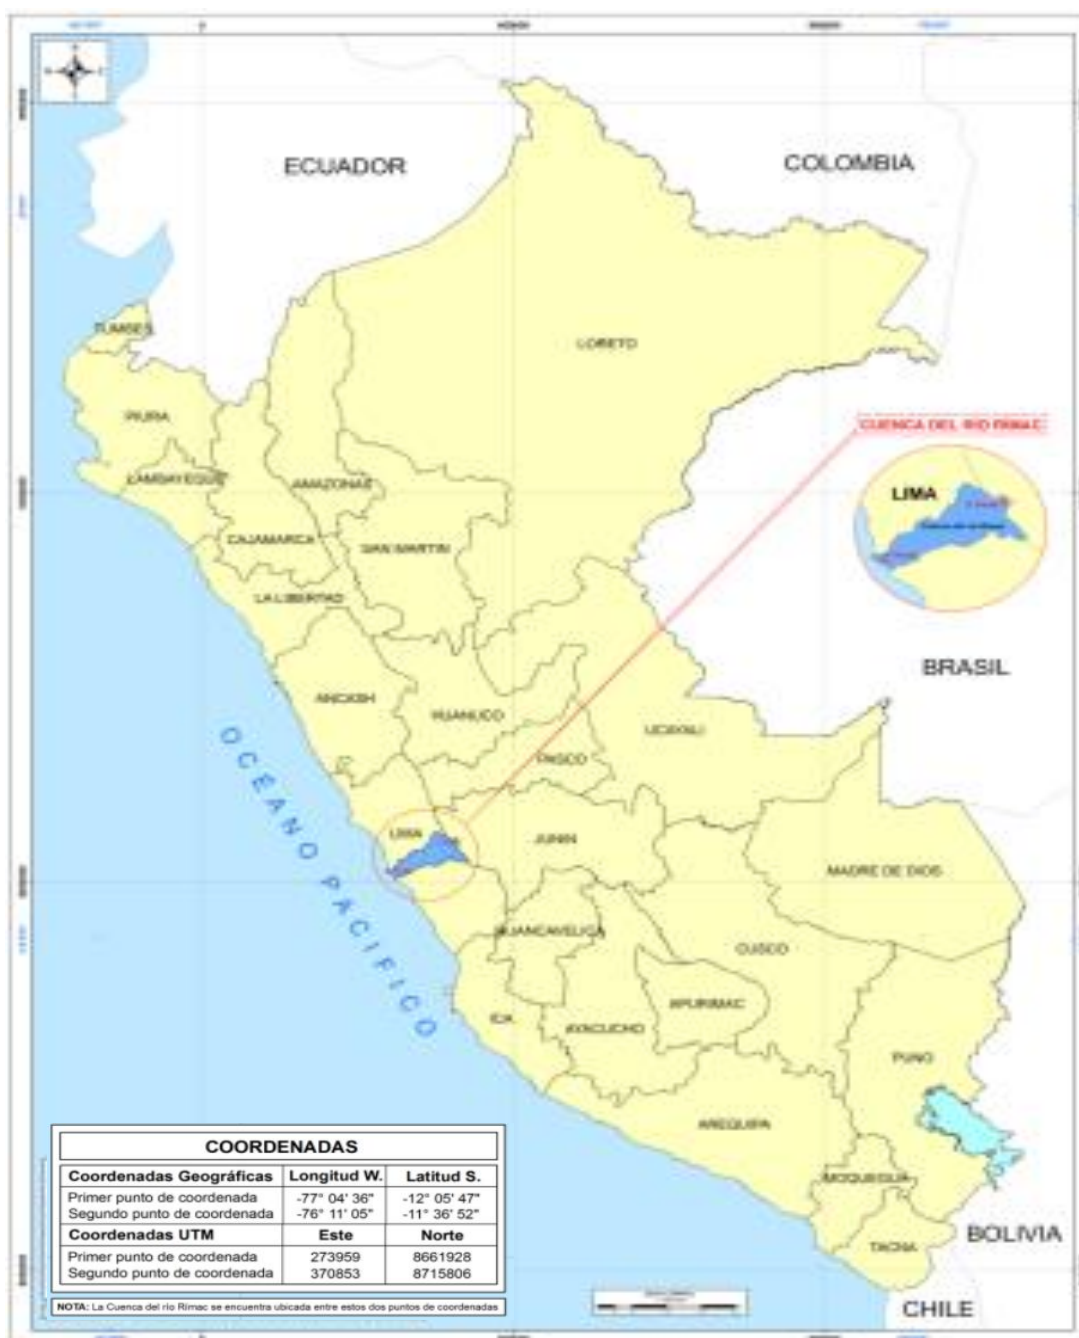 ECUADOR
COLOMBIA
TUMBES
LORETO
PIURA
CUENCA DEL RÍO RIMAC
LAMBAYEQUE
AMAZONAS
LIMA
CAJAMARCA
SAN MARTIN
LA LIBERTAD
BRASIL
ANCASH
HUANUCO
UCAYALI
PASCO
OCÉANO PACÍFICO
LIMA
JUNIN
MADRE DE DIOS
HUANCAVELICA
CUSCO
APURIMAC
ICA
AYACUCHO
PUNO
AREQUIPA
MOQUEGUA
TACNA
BOLIVIA
CHILE
COORDENADAS
Coordenadas Geográficas Longitud W. Latitud S.
Primer punto de coordenada -77° 04' 36" -12° 05' 47"
Segundo punto de coordenada -76° 11' 05" -11° 36' 52"
Coordenadas UTM Este Norte
Primer punto de coordenada 273959 8661928
Segundo punto de coordenada 370853 8715806
NOTA: La Cuenca del río Rímac se encuentra ubicada entre estos dos puntos de coordenadas